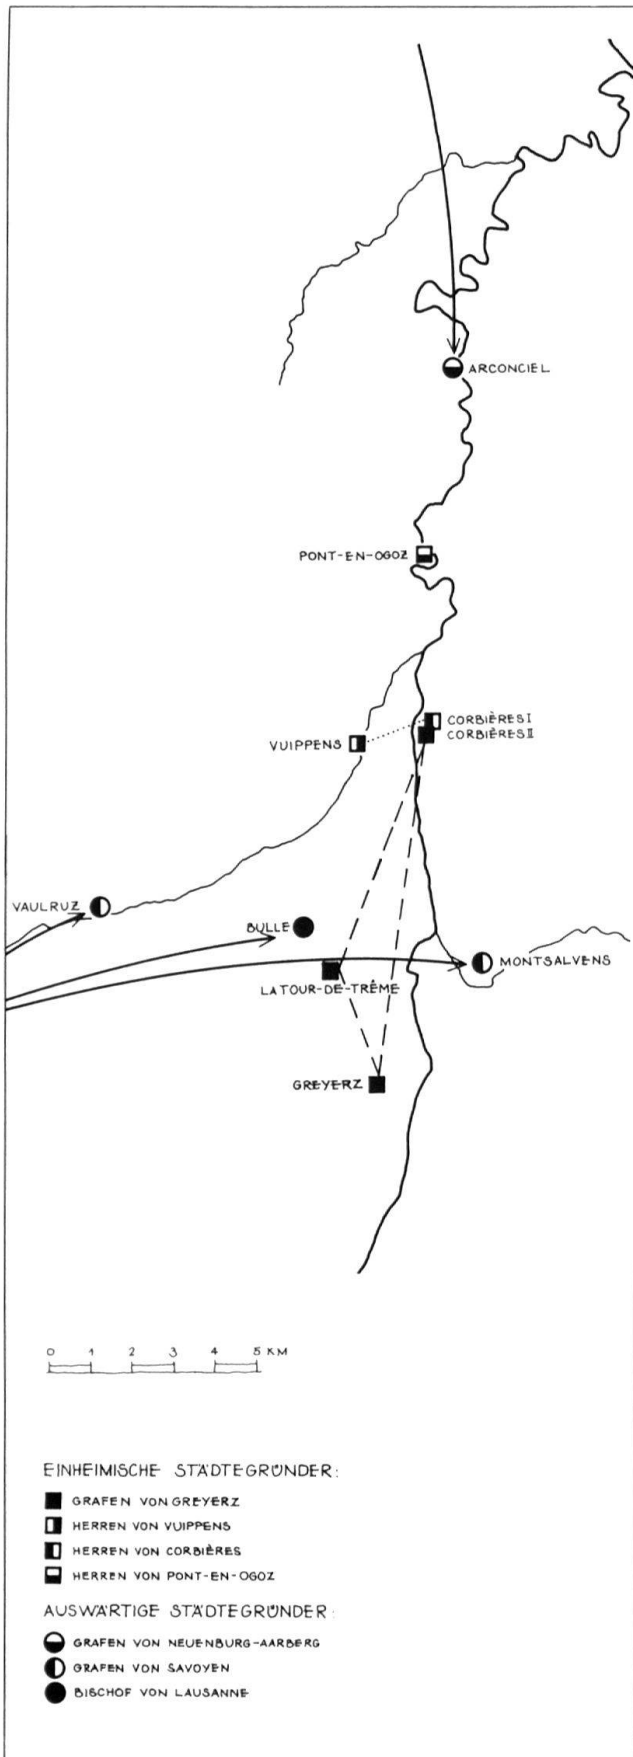 ARCONCIEL
PONT-EN-OGOZ
CORBIÈRES I
VUIPPENS
CORBIÈRES II
VAULRUZ
BULLE
MONTSALVENS
LA TOUR-DE-TRÊME
GREYERZ
0 1 2 3 4 5 KM
EINHEIMISCHE STÄDTEGRÜNDER:
GRAFEN VON GREYERZ
HERREN VON VUIPPENS
HERREN VON CORBIÈRES
HERREN VON PONT-EN-OGOZ
AUSWÄRTIGE STÄDTEGRÜNDER:
GRAFEN VON NEUENBURG-AARBERG
GRAFEN VON SAVOYEN
BISCHOF VON LAUSANNE